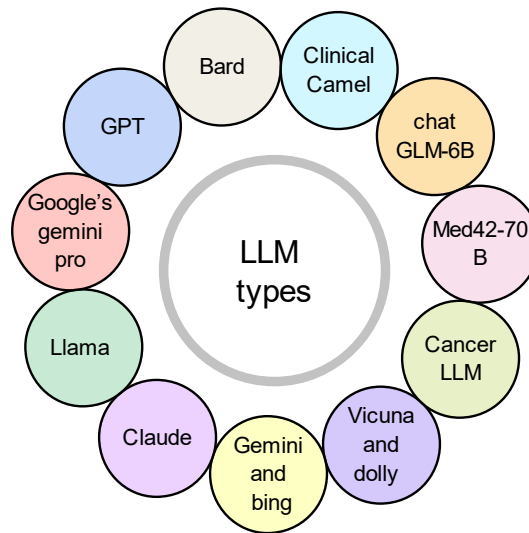 LLM
types
Bard
Clinical
Camel
chat
GLM-6B
Med42-70
B
Cancer
LLM
Vicuna
and
dolly
Gemini
and
bing
Claude
Llama
Google’s
gemini
pro
GPT